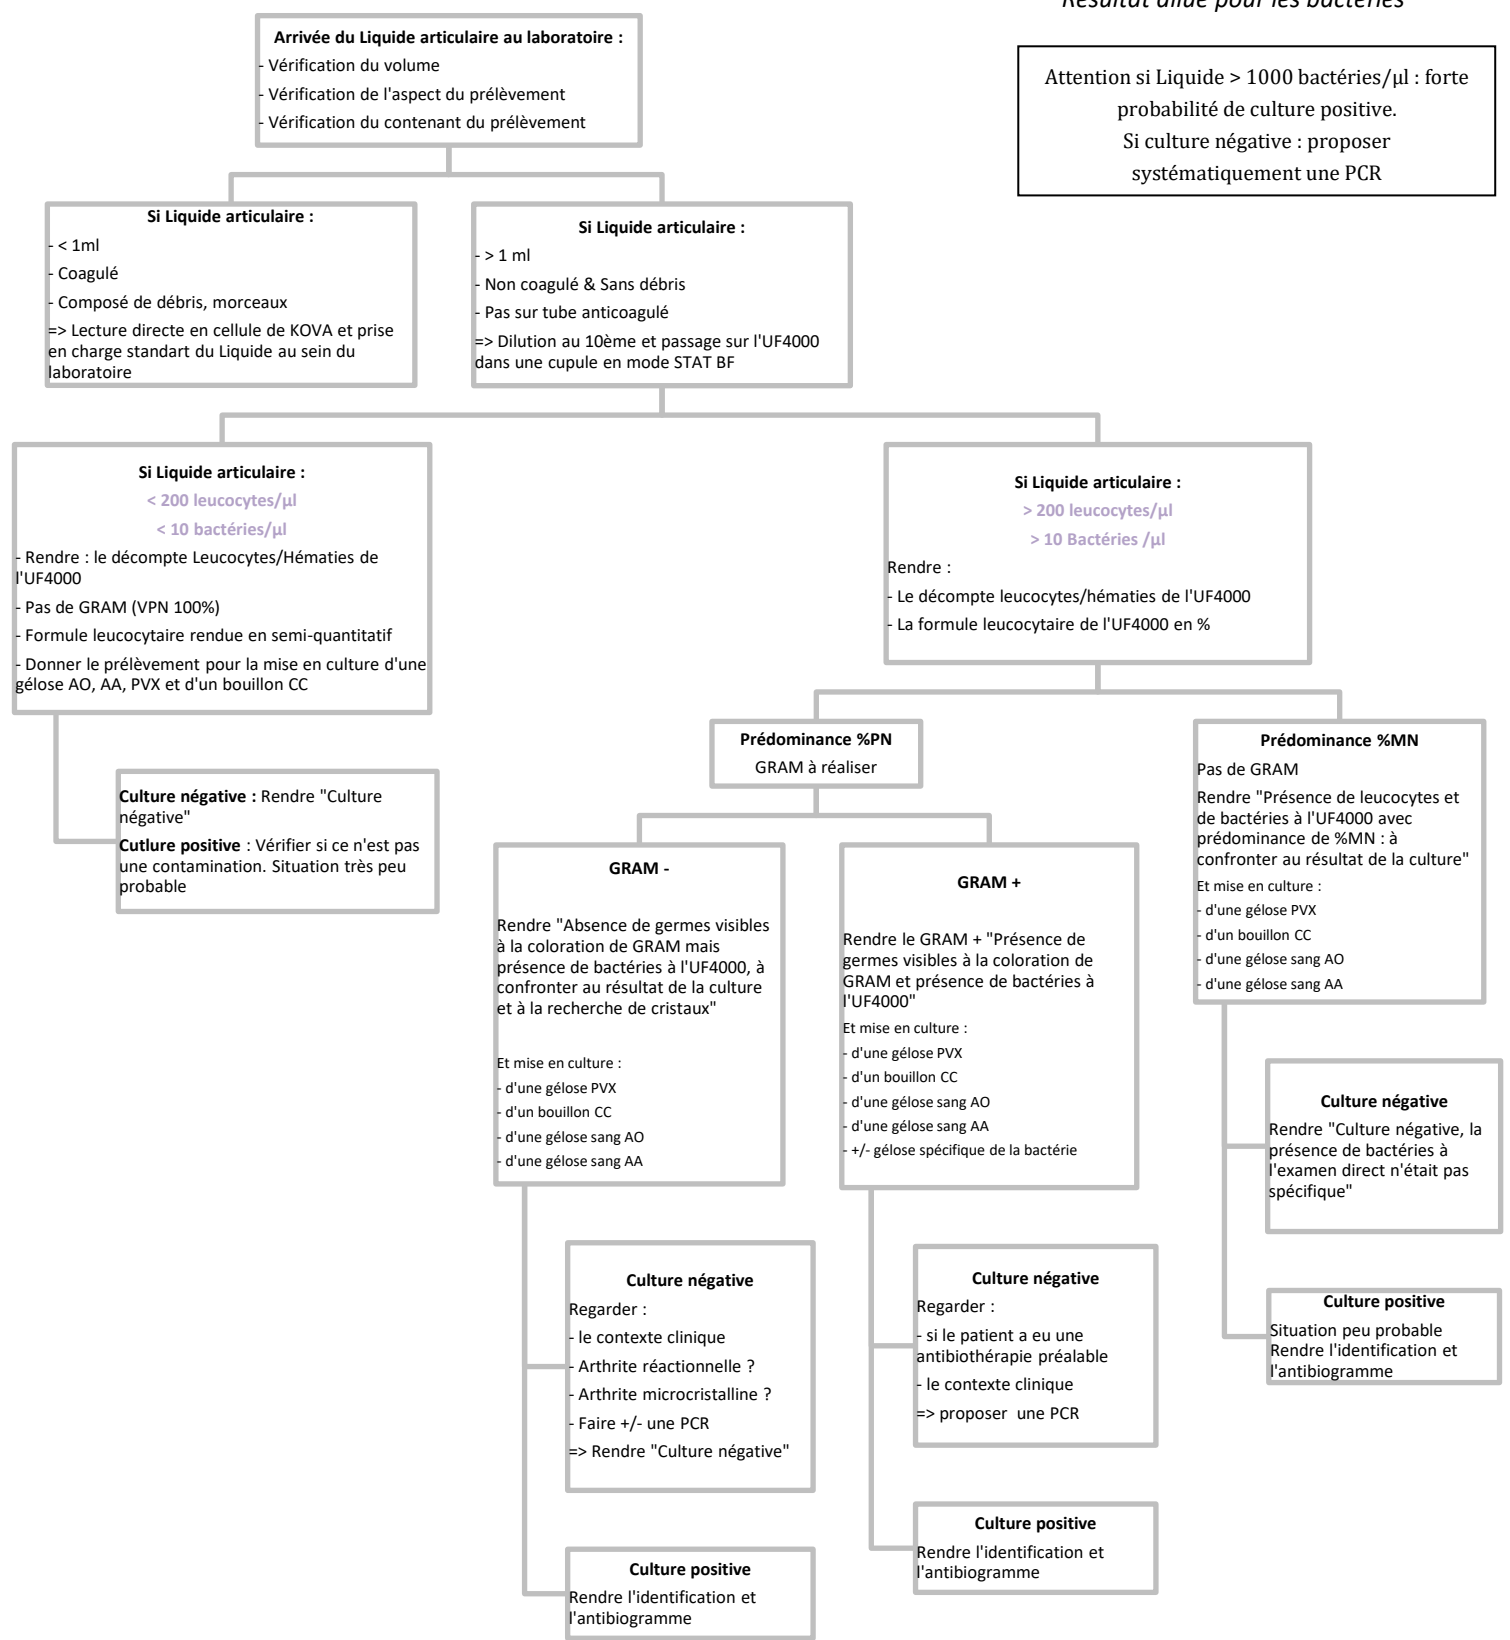 Résultat dilué pour les bactéries
Arrivée du Liquide articulaire au laboratoire :
- Vérification du volume
- Vérification de l'aspect du prélèvement
- Vérification du contenant du prélèvement
Attention si Liquide > 1000 bactéries/µl : forte
probabilité de culture positive.
Si culture négative : proposer
systématiquement une PCR
Si Liquide articulaire :
- < 1ml
- Coagulé
- Composé de débris, morceaux
=> Lecture directe en cellule de KOVA et prise
en charge standart du Liquide au sein du
laboratoire
Si Liquide articulaire :
- > 1 ml
- Non coagulé & Sans débris
- Pas sur tube anticoagulé
=> Dilution au 10ème et passage sur l'UF4000
dans une cupule en mode STAT BF
Si Liquide articulaire :
< 200 leucocytes/µl
< 10 bactéries/µl
- Rendre : le décompte Leucocytes/Hématies de
l'UF4000
- Pas de GRAM (VPN 100%)
- Formule leucocytaire rendue en semi-quantitatif
- Donner le prélèvement pour la mise en culture d'une
gélose AO, AA, PVX et d'un bouillon CC
Si Liquide articulaire :
> 200 leucocytes/µl
> 10 Bactéries /µl
Rendre :
- Le décompte leucocytes/hématies de l'UF4000
- La formule leucocytaire de l'UF4000 en %
Culture négative : Rendre "Culture
négative"
Cutlure positive : Vérifier si ce n'est pas
une contamination. Situation très peu
probable
Prédominance %PN
GRAM à réaliser
Prédominance %MN
Pas de GRAM
Rendre "Présence de leucocytes et
de bactéries à l'UF4000 avec
prédominance de %MN : à
confronter au résultat de la culture"
Et mise en culture :
- d'une gélose PVX
- d'un bouillon CC
- d'une gélose sang AO
- d'une gélose sang AA
GRAM -
Rendre "Absence de germes visibles
à la coloration de GRAM mais
présence de bactéries à l'UF4000, à
confronter au résultat de la culture
et à la recherche de cristaux"
Et mise en culture :
- d'une gélose PVX
- d'un bouillon CC
- d'une gélose sang AO
- d'une gélose sang AA
GRAM +
Rendre le GRAM + "Présence de
germes visibles à la coloration de
GRAM et présence de bactéries à
l'UF4000"
Et mise en culture :
- d'une gélose PVX
- d'un bouillon CC
- d'une gélose sang AO
- d'une gélose sang AA
- +/- gélose spécifique de la bactérie
Culture négative
Rendre "Culture négative, la
présence de bactéries à
l'examen direct n'était pas
spécifique"
Culture positive
Situation peu probable
Rendre l'identification et
l'antibiogramme
Culture négative
Regarder :
- le contexte clinique
- Arthrite réactionnelle ?
- Arthrite microcristalline ?
- Faire +/- une PCR
=> Rendre "Culture négative"
Culture positive
Rendre l'identification et
l'antibiogramme
Culture négative
Regarder :
- si le patient a eu une
antibiothérapie préalable
- le contexte clinique
=> proposer une PCR
Culture positive
Rendre l'identification et
l'antibiogramme